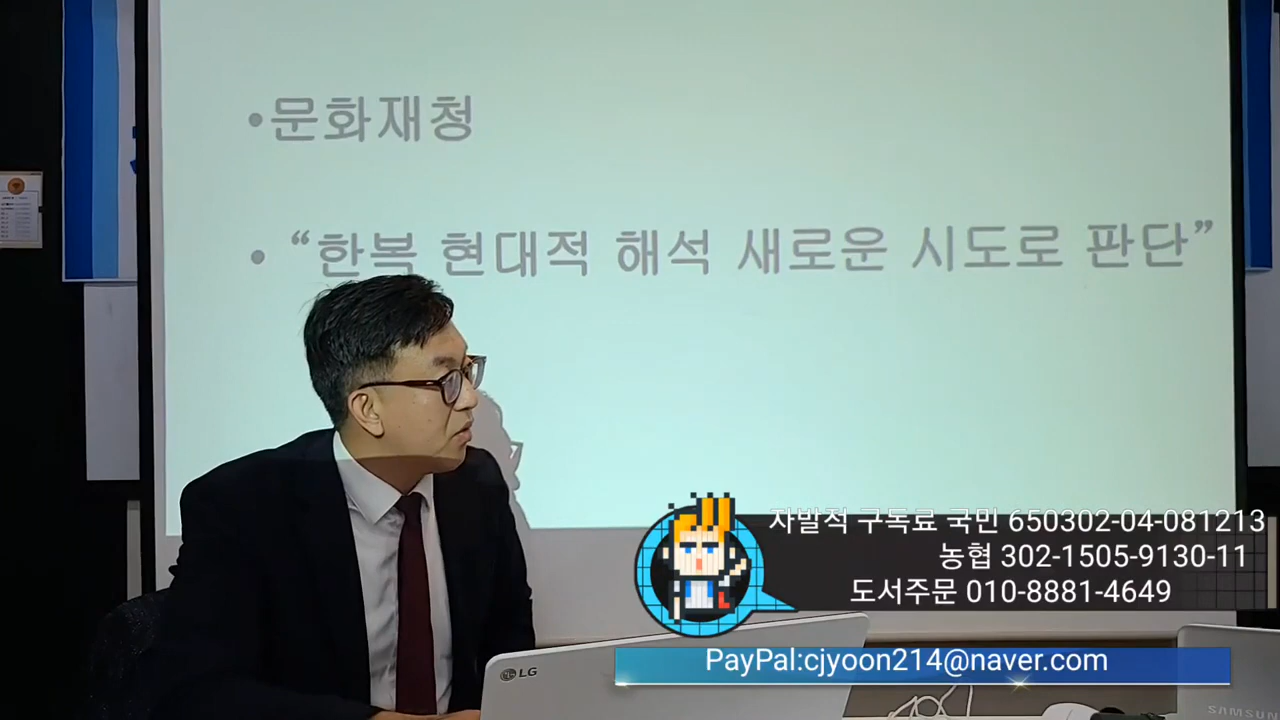 •문화재청
• “한복 현대적 해석 새로운 시도로 판단”
자발적 구독료 국민 650302-04-081213
농협 302-1505-9130-11
도서주문 010-8881-4649
PayPal:cjyoon214@naver.com
LG
SAMSUNG